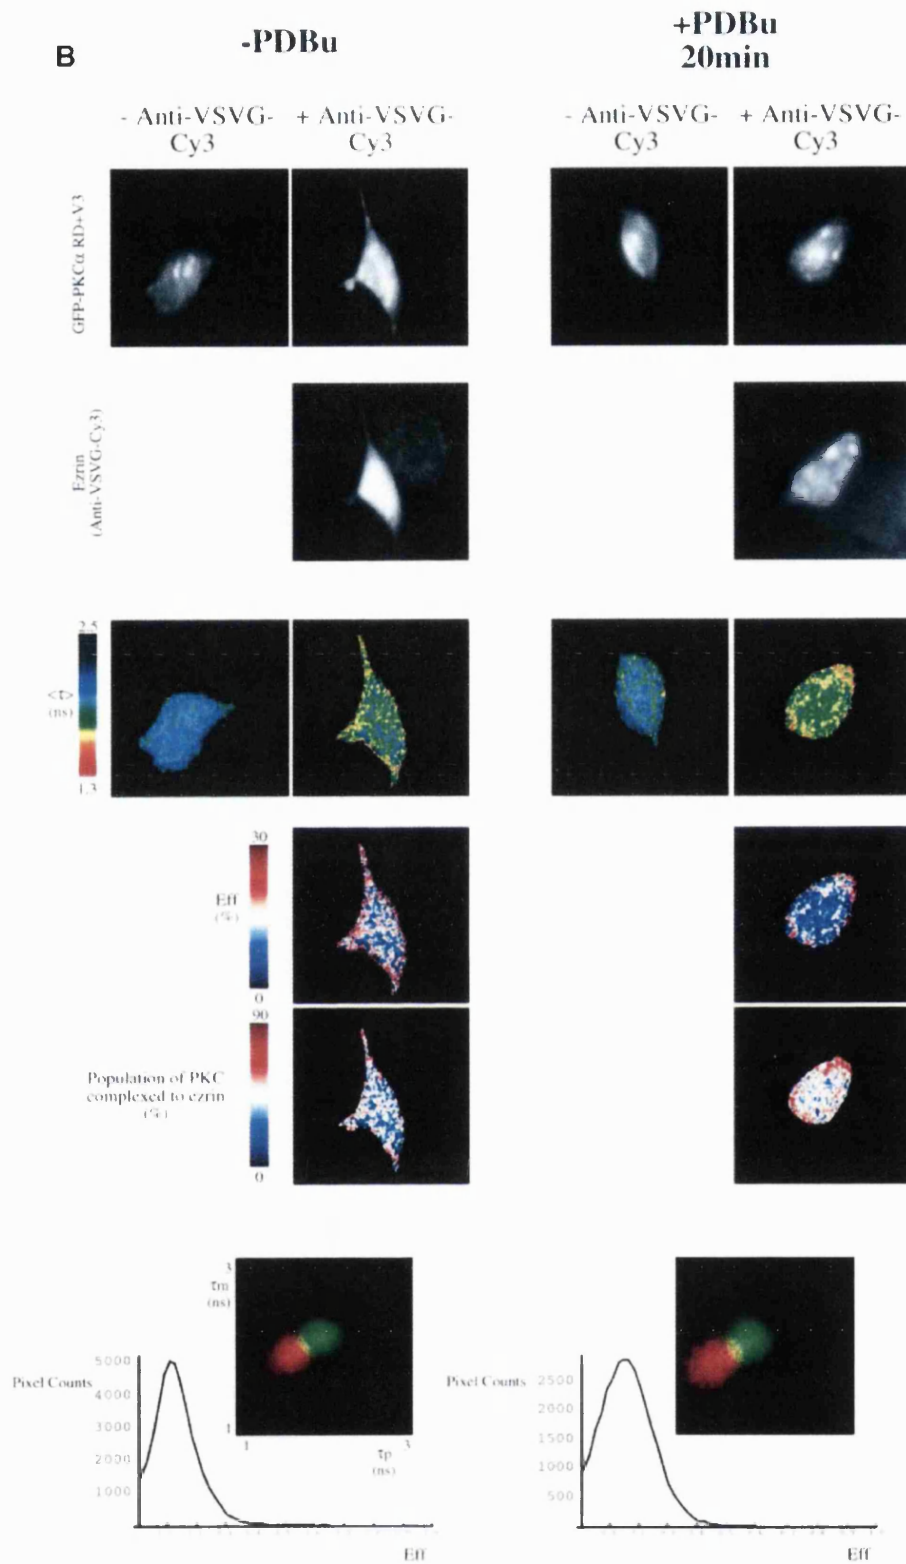 B
-PDBu
+PDBu
20min
- Anti-VSVG-
Cy3
+ Anti-VSVG-
Cy3
- Anti-VSVG-
Cy3
+ Anti-VSVG-
Cy3
GFP-PKCα RD+V3
Ezrin
(Anti-VSVG-Cy3)
2.5
<τ>
(ns)
1.3
30
Eff
(%)
0
90
Population of PKC
complexed to ezrin
(%)
0
3
τm
(ns)
1
1
3
τp
(ns)
Pixel Counts
5000
4000
3000
2000
1000
Eff
Pixel Counts
2500
2000
1500
1000
500
Eff